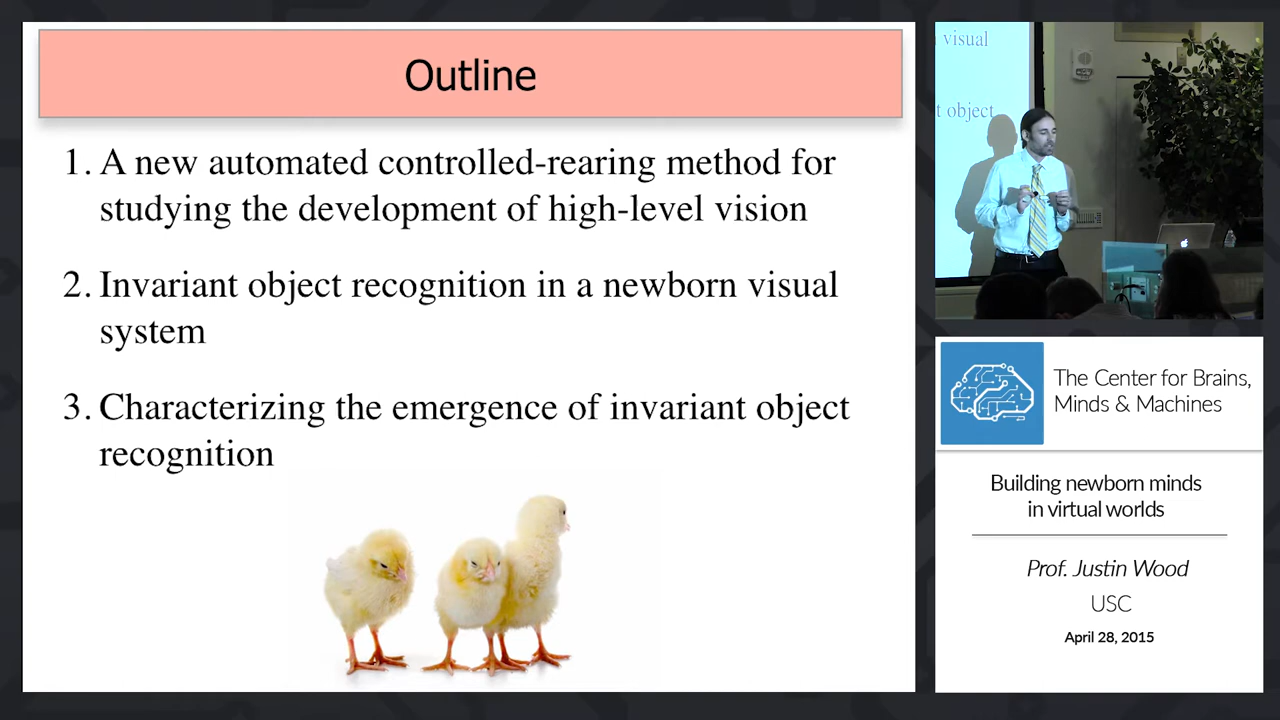 Outline
1. A new automated controlled-rearing method for
studying the development of high-level vision
2. Invariant object recognition in a newborn visual
system
3. Characterizing the emergence of invariant object
recognition
visual
t object
The Center for Brains,
Minds & Machines
Building newborn minds
in virtual worlds
Prof. Justin Wood
USC
April 28, 2015